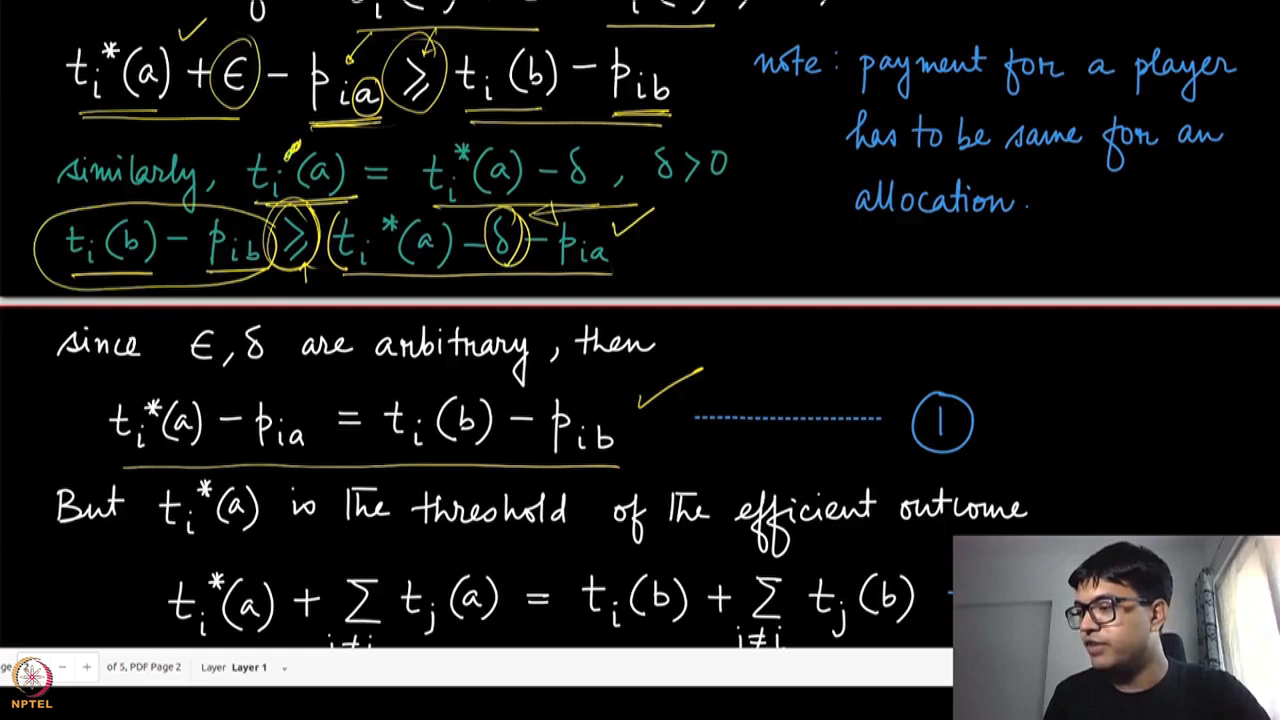 tᵢ*(a) + ϵ - pᵢₐ ⩾ tᵢ(b) - pᵢb
note : payment for a player
has to be same for an
allocation.
similarly, tᵢ (a) = tᵢ*(a) - δ , δ > 0
tᵢ(b) - pᵢb ⩾ tᵢ*(a) - δ - pᵢₐ
since ϵ, δ are arbitrary, then
tᵢ*(a) - pᵢₐ = tᵢ(b) - pᵢb ①
But tᵢ*(a) is the threshold of the efficient outcome
tᵢ*(a) + Σ tⱼ(a) = tᵢ(b) + Σ tⱼ(b)
of 5, PDF Page 2 Layer Layer 1
NPTEL